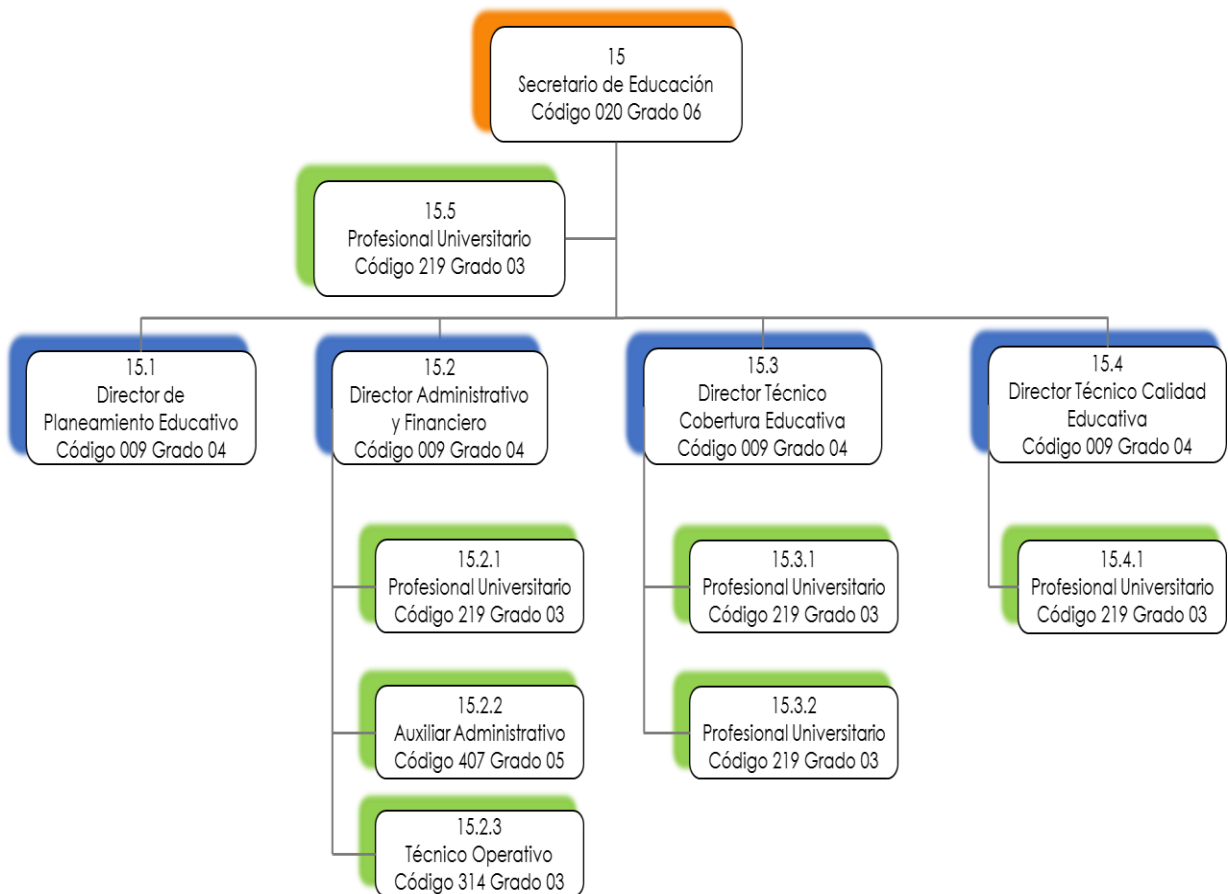 15
Secretario de Educación
Código 020 Grado 06
15.5
Profesional Universitario
Código 219 Grado 03
15.1
Director de
Planeamiento Educativo
Código 009 Grado 04
15.2
Director Administrativo
y Financiero
Código 009 Grado 04
15.3
Director Técnico
Cobertura Educativa
Código 009 Grado 04
15.4
Director Técnico Calidad
Educativa
Código 009 Grado 04
15.2.1
Profesional Universitario
Código 219 Grado 03
15.3.1
Profesional Universitario
Código 219 Grado 03
15.4.1
Profesional Universitario
Código 219 Grado 03
15.2.2
Auxiliar Administrativo
Código 407 Grado 05
15.3.2
Profesional Universitario
Código 219 Grado 03
15.2.3
Técnico Operativo
Código 314 Grado 03